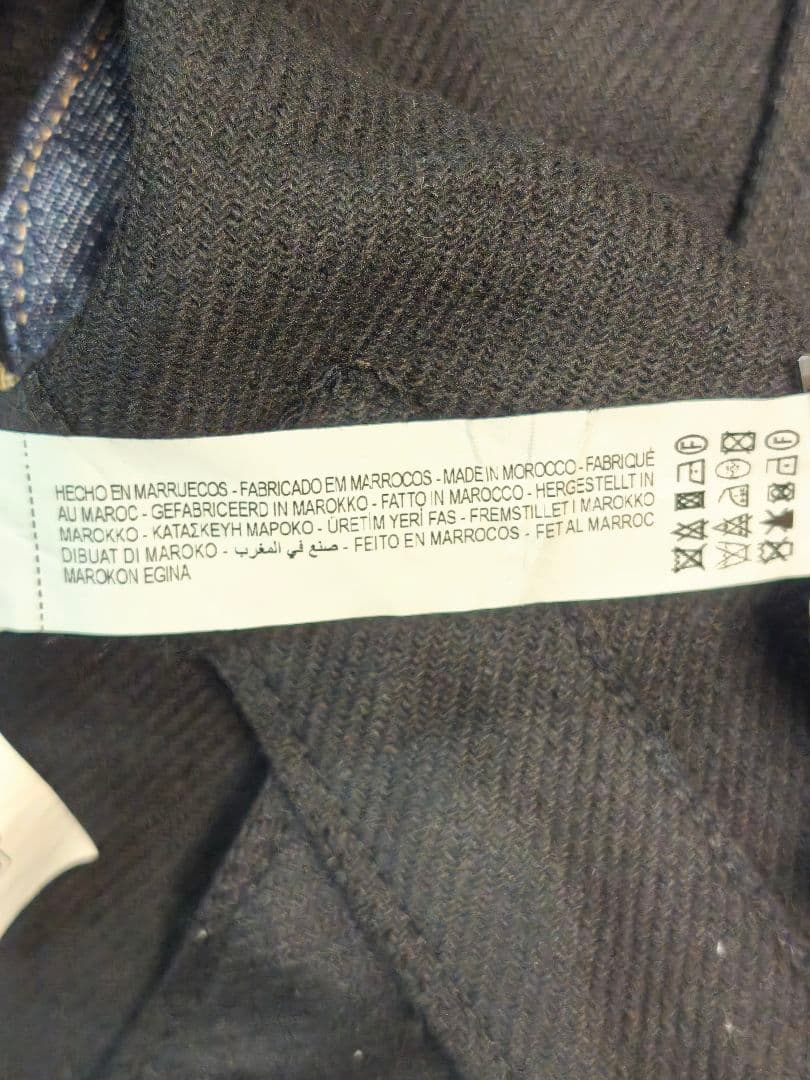 HECHO EN MARRUECOS - FABRICADO EM MARROCOS - MADE IN MOROCCO - FABRIQUÉ
AU MAROC - GEFABRICEERD IN MAROKKO - FATTO IN MAROCCO - HERGESTELLT IN
MAROKKO - ΚΑΤΑΣΚΕΥΗ ΜΑΡΟΚΟ - ÜRETİM YERİ FAS - FREMSTILLET I MAROKKO
DIBUAT DI MAROKO - صنع في المغرب - FEITO EN MARROCOS - FET AL MARROC
MAROKON EGINA